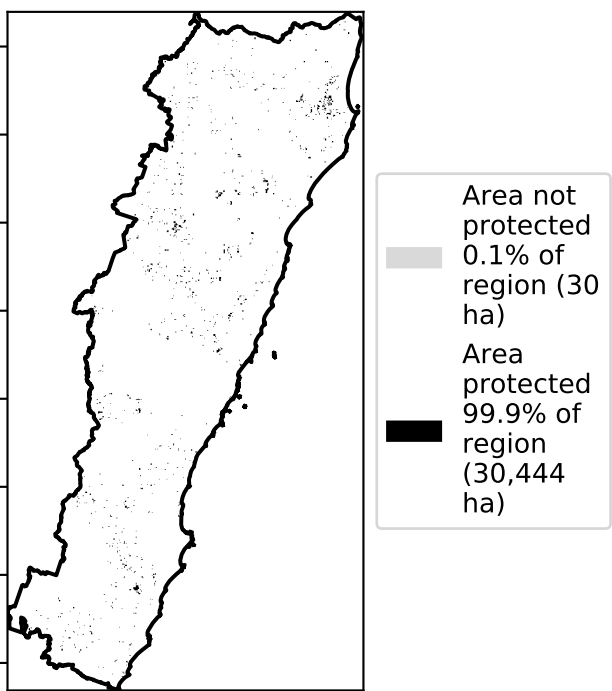 Area not
protected
0.1% of
region (30
ha)
Area
protected
99.9% of
region
(30,444
ha)